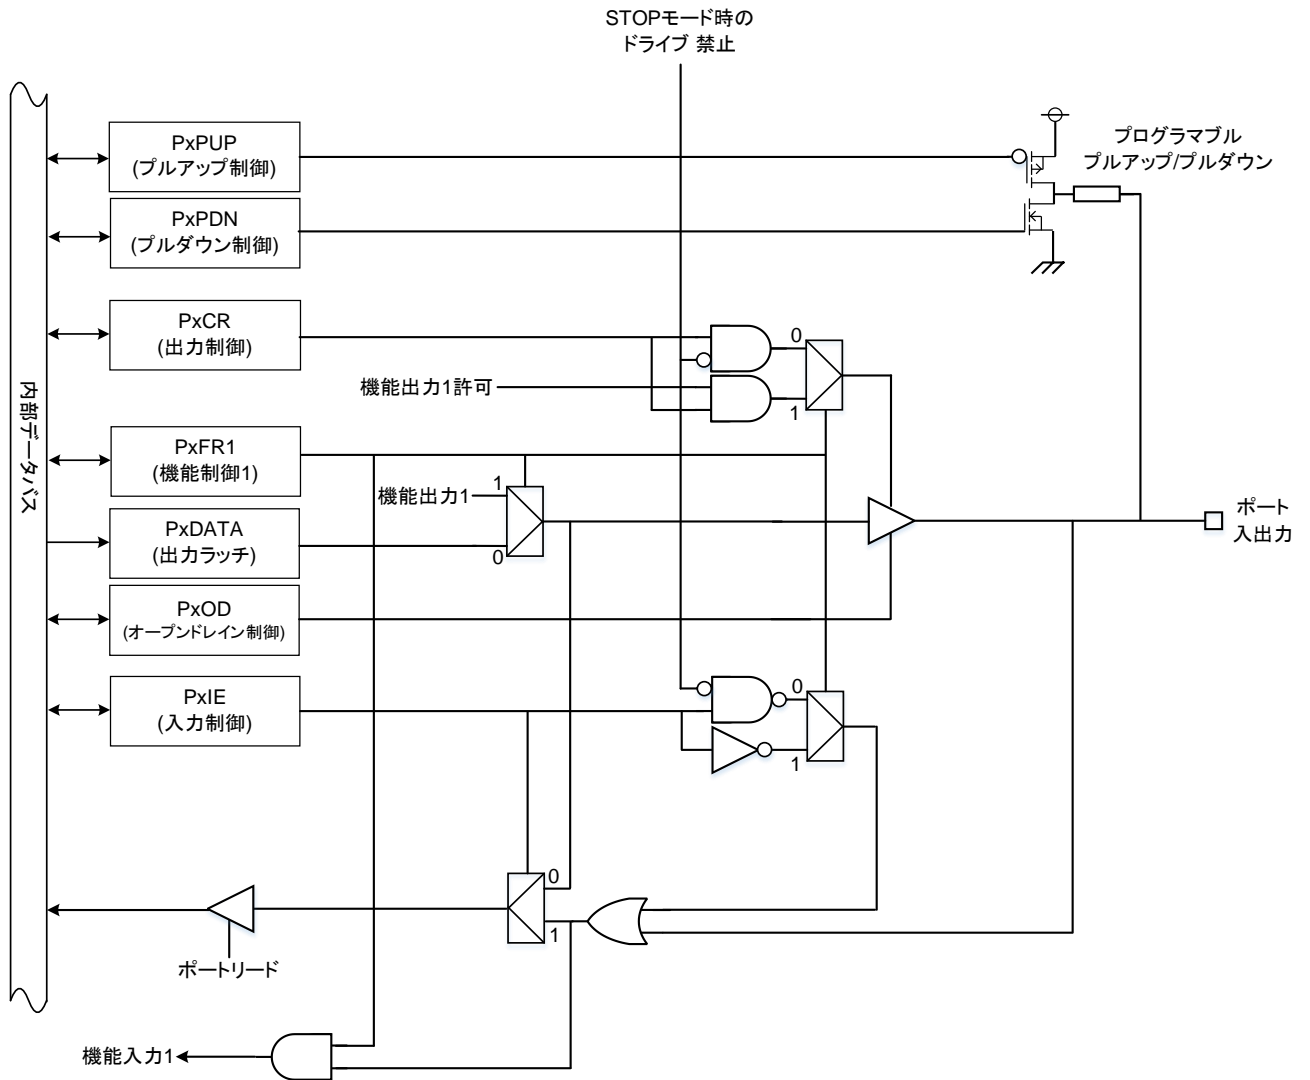 STOPモード時の
ドライブ 禁止
PxPUP
(プルアップ制御)
プログラマブル
プルアップ/プルダウン
PxPDN
(プルダウン制御)
PxCR
(出力制御)
0
機能出力1許可
1
内部データバス
PxFR1
(機能制御1)
1
機能出力1
PxDATA
(出力ラッチ)
0
ポート
入出力
PxOD
(オープンドレイン制御)
PxIE
(入力制御)
0
1
0
1
ポートリード
機能入力1